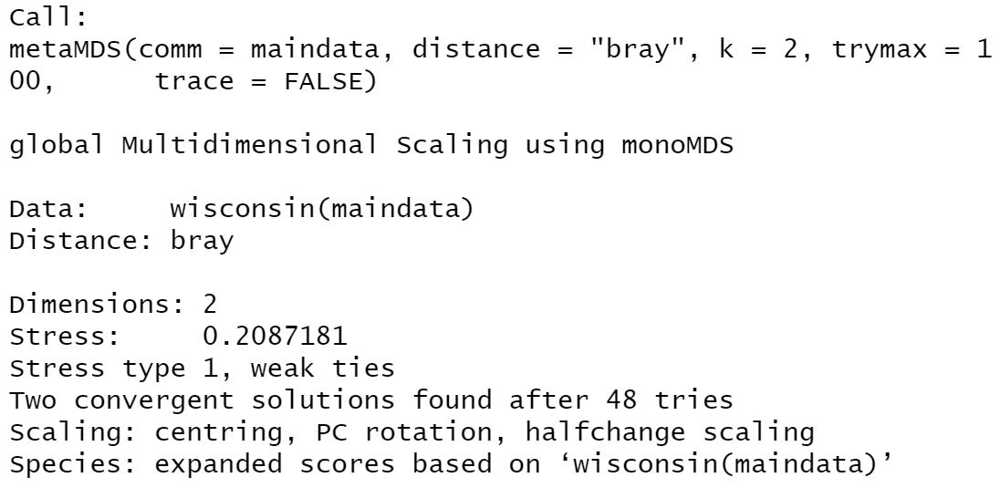 Call:
metaMDS(comm = maindata, distance = "bray", k = 2, trymax = 1
00,      trace = FALSE)
global Multidimensional Scaling using monoMDS
Data:     wisconsin(maindata)
Distance: bray
Dimensions: 2
Stress:     0.2087181
Stress type 1, weak ties
Two convergent solutions found after 48 tries
Scaling: centring, PC rotation, halfchange scaling
Species: expanded scores based on ‘wisconsin(maindata)’